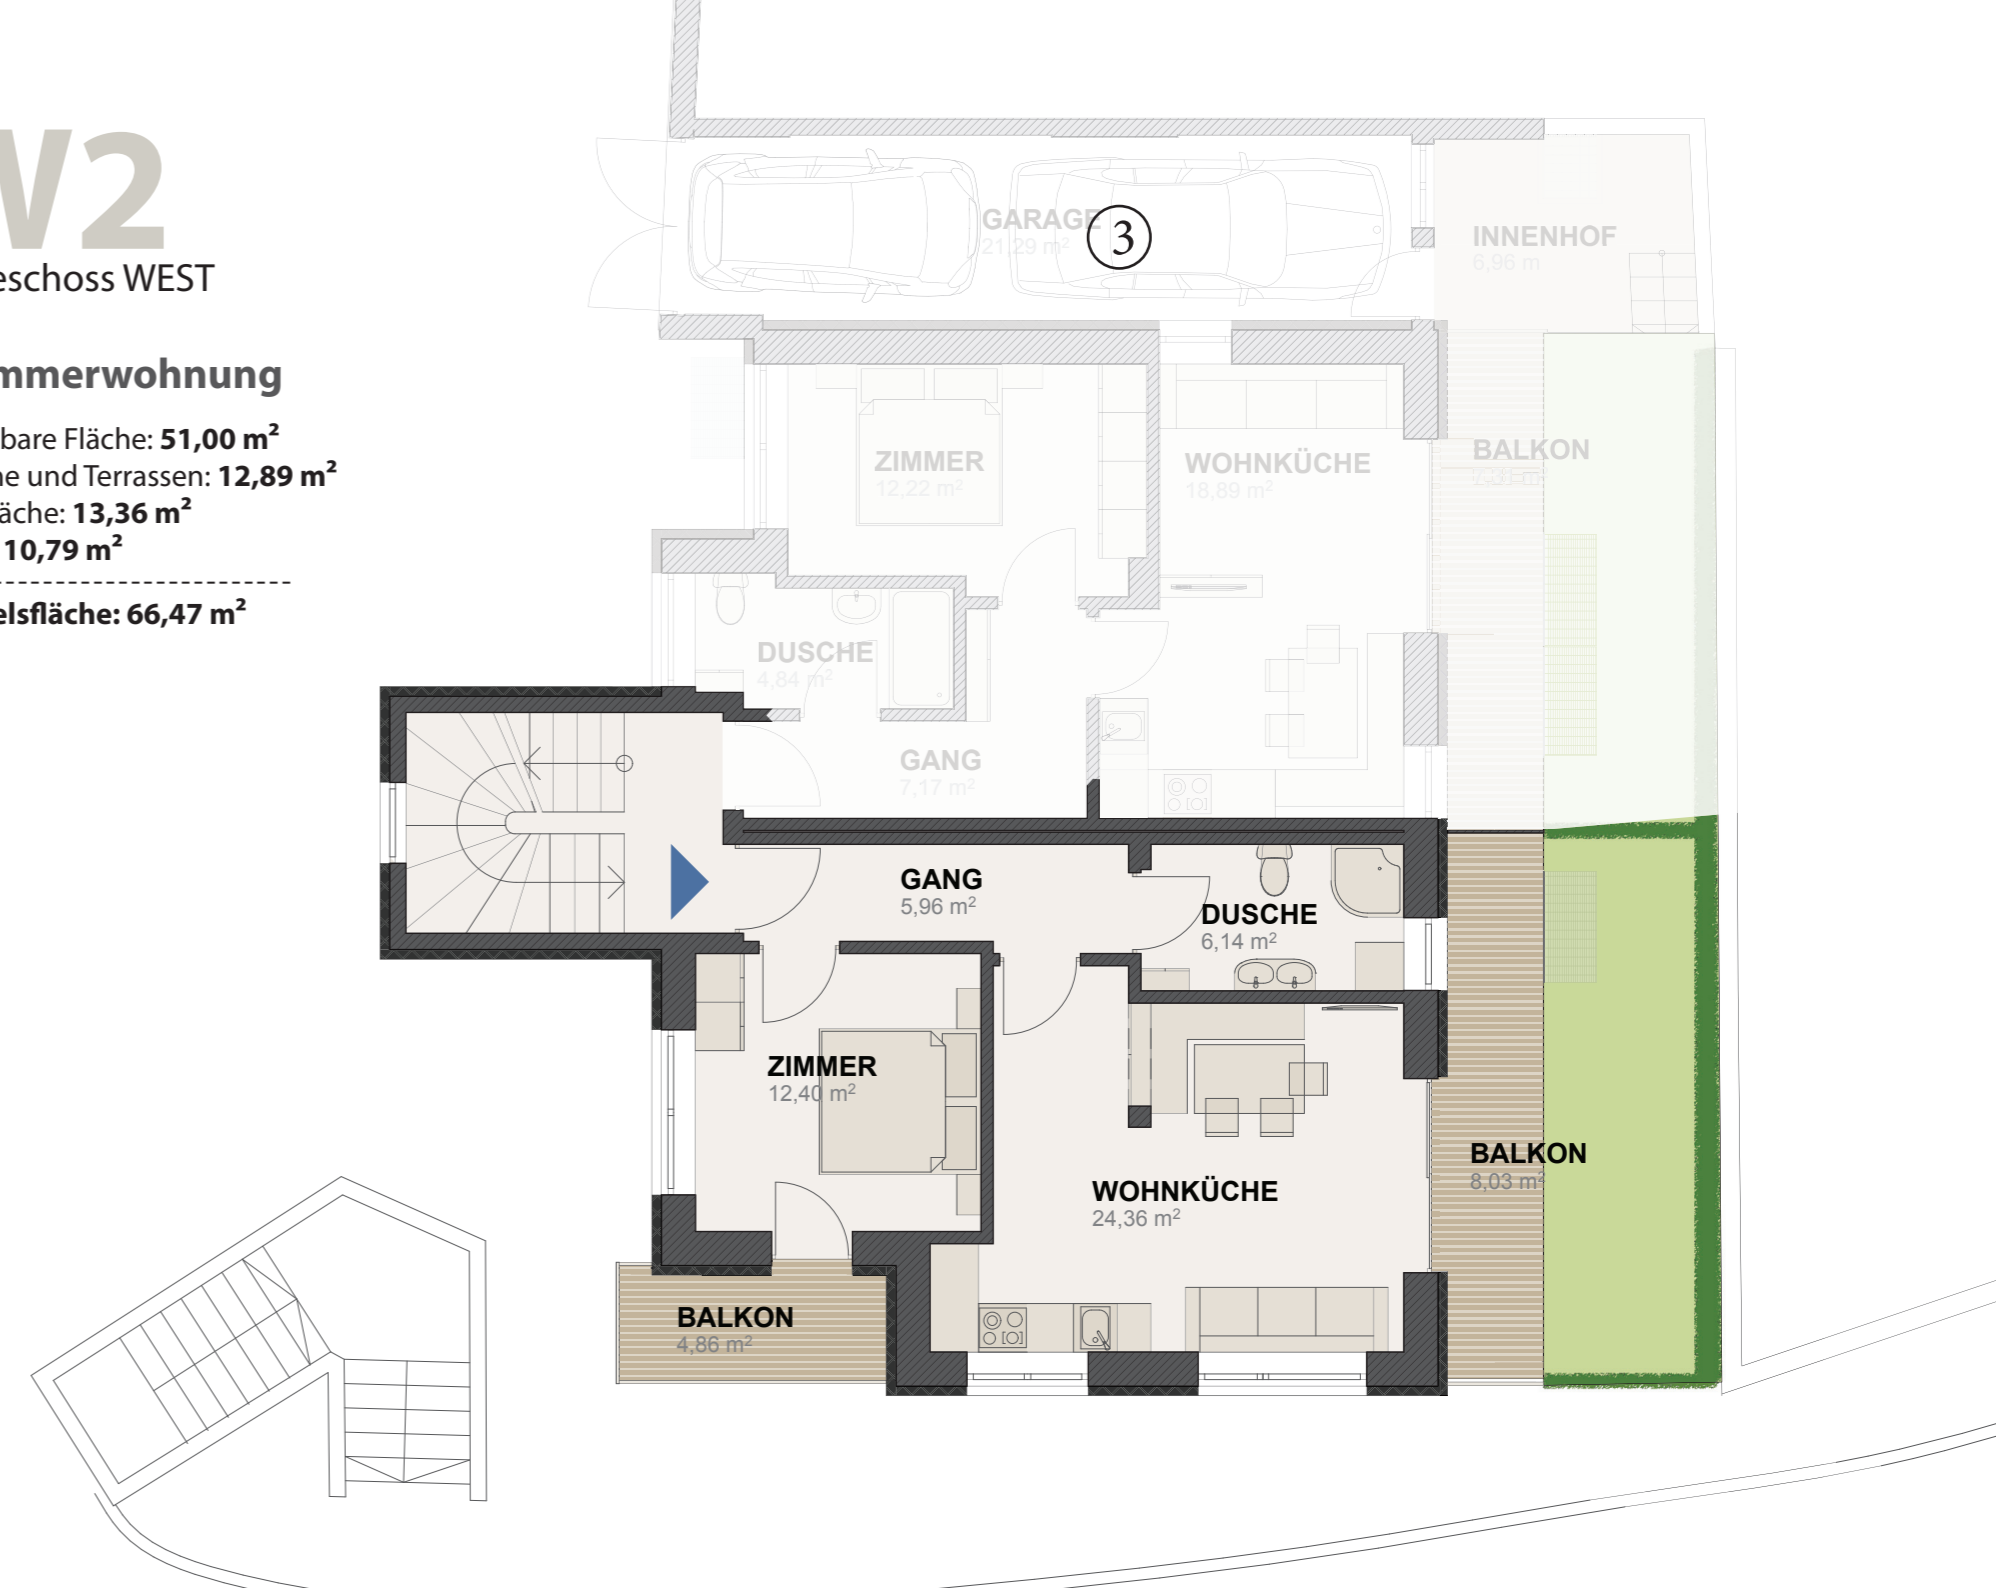 W2
eschoss WEST
mmerwohnung
bare Fläche: 51,00 m²
ne und Terrassen: 12,89 m²
äche: 13,36 m²
10,79 m²
elsfläche: 66,47 m²
GARAGE
21,29 m²
3
INNENHOF
6,96 m
ZIMMER
12,22 m²
WOHNKÜCHE
18,89 m²
BALKON
DUSCHE
4,84 m²
GANG
7,17 m²
GANG
5,96 m²
DUSCHE
6,14 m²
ZIMMER
12,40 m²
WOHNKÜCHE
24,36 m²
BALKON
8,03 m²
BALKON
4,86 m²